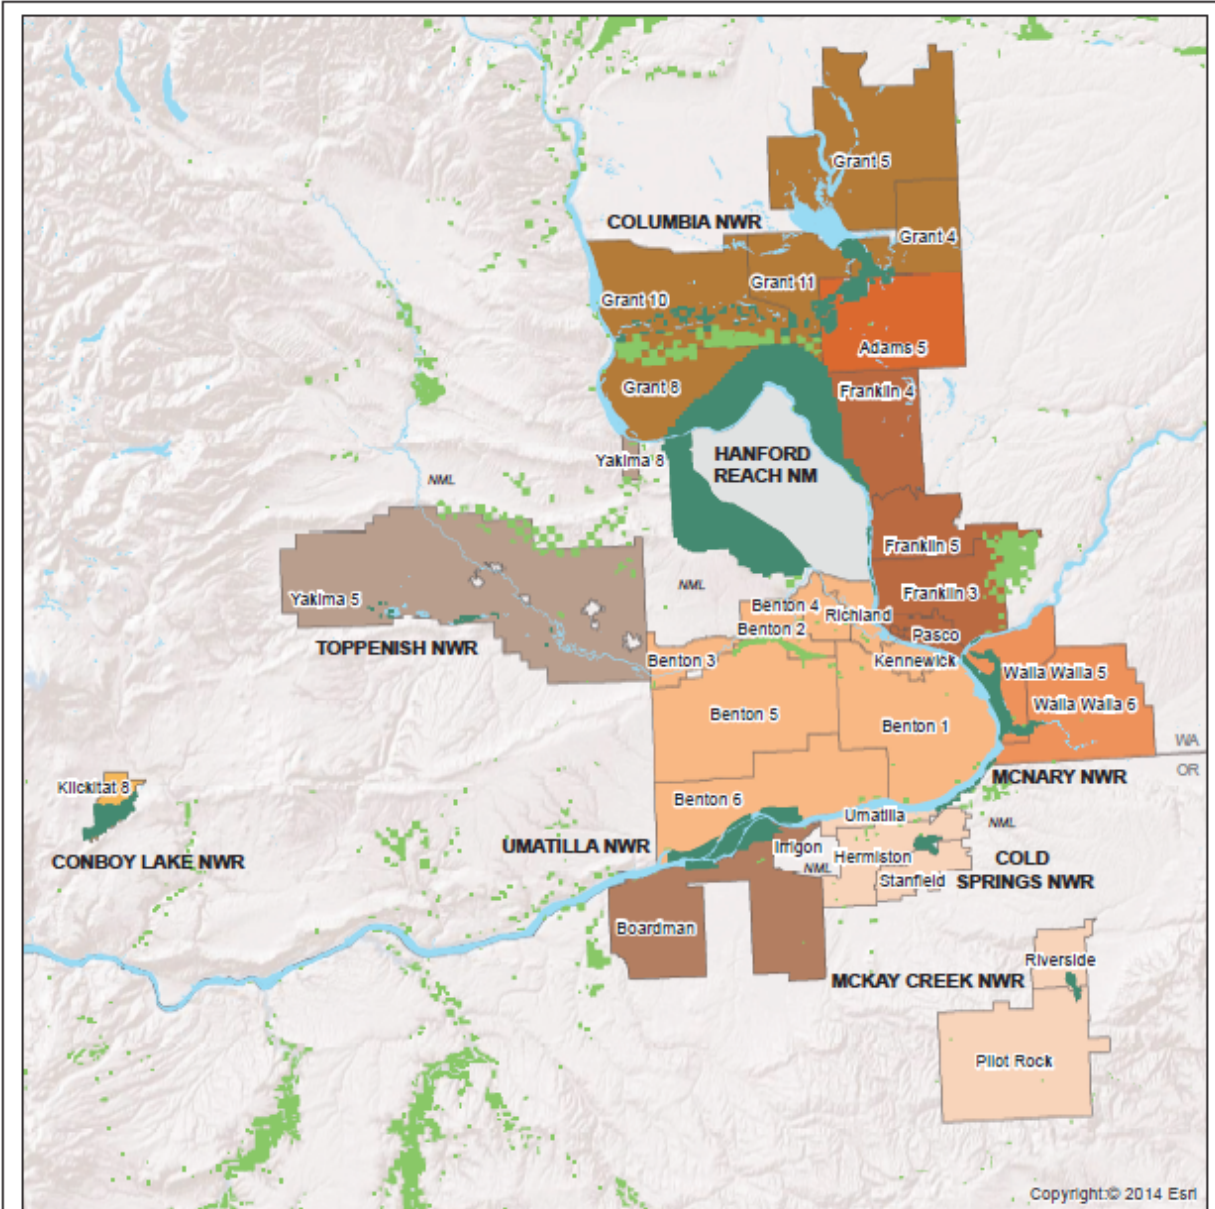 Grant 5
COLUMBIA NWR
Grant 4
Grant 11
Grant 10
Adams 5
Grant 8
Franklin 4
HANFORD
REACH NM
Yakima 8
NML
Franklin 5
NML
Franklin 3
Yakima 5
Benton 4
Richland
Benton 2
Pasco
TOPPENISH NWR
Benton 3
Kennewick
Walla Walla 5
Walla Walla 6
Benton 5
Benton 1
WA
OR
MCNARY NWR
Klickitat 8
Benton 6
Umatilla
NML
UMATILLA NWR
Irrigon
Hermiston
COLD
SPRINGS NWR
CONBOY LAKE NWR
NML
Stanfield
Boardman
Riverside
MCKAY CREEK NWR
Pilot Rock
Copyright:© 2014 Esri